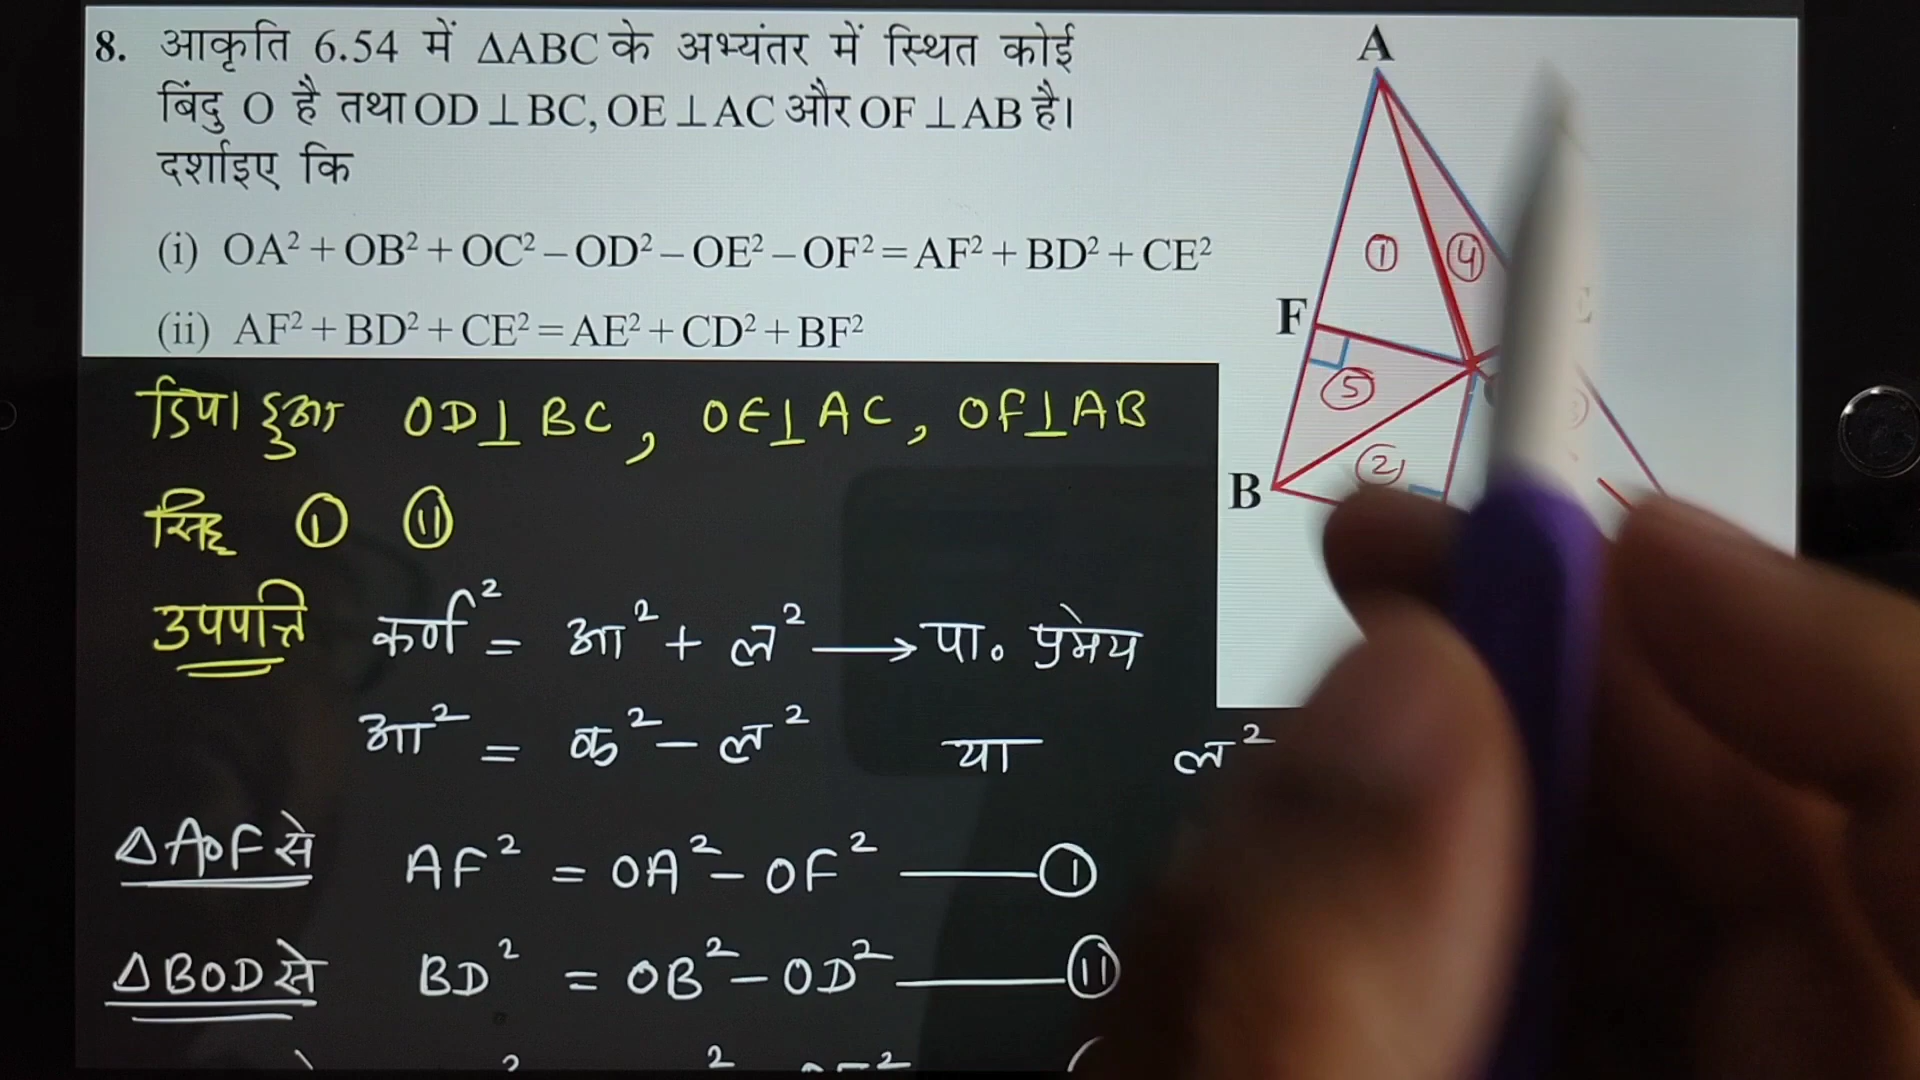 8. आकृति 6.54 में ΔABC के अभ्यंतर में स्थित कोई
बिंदु O है तथा OD ⊥ BC, OE ⊥ AC और OF ⊥ AB है।
दर्शाइए कि
(i) OA² + OB² + OC² – OD² – OE² – OF² = AF² + BD² + CE²
(ii) AF² + BD² + CE² = AE² + CD² + BF²
A
F
B
1
4
5
2
दिया हुआ OD⊥BC, OE⊥AC, OF⊥AB
सिद्ध I II
उपपत्ति कर्ण² = आ² + ल² → पा. प्रमेय
आ² = क² – ल² या ल²
ΔAOF से AF² = OA² – OF² — I
ΔBOD से BD² = OB² – OD² — II